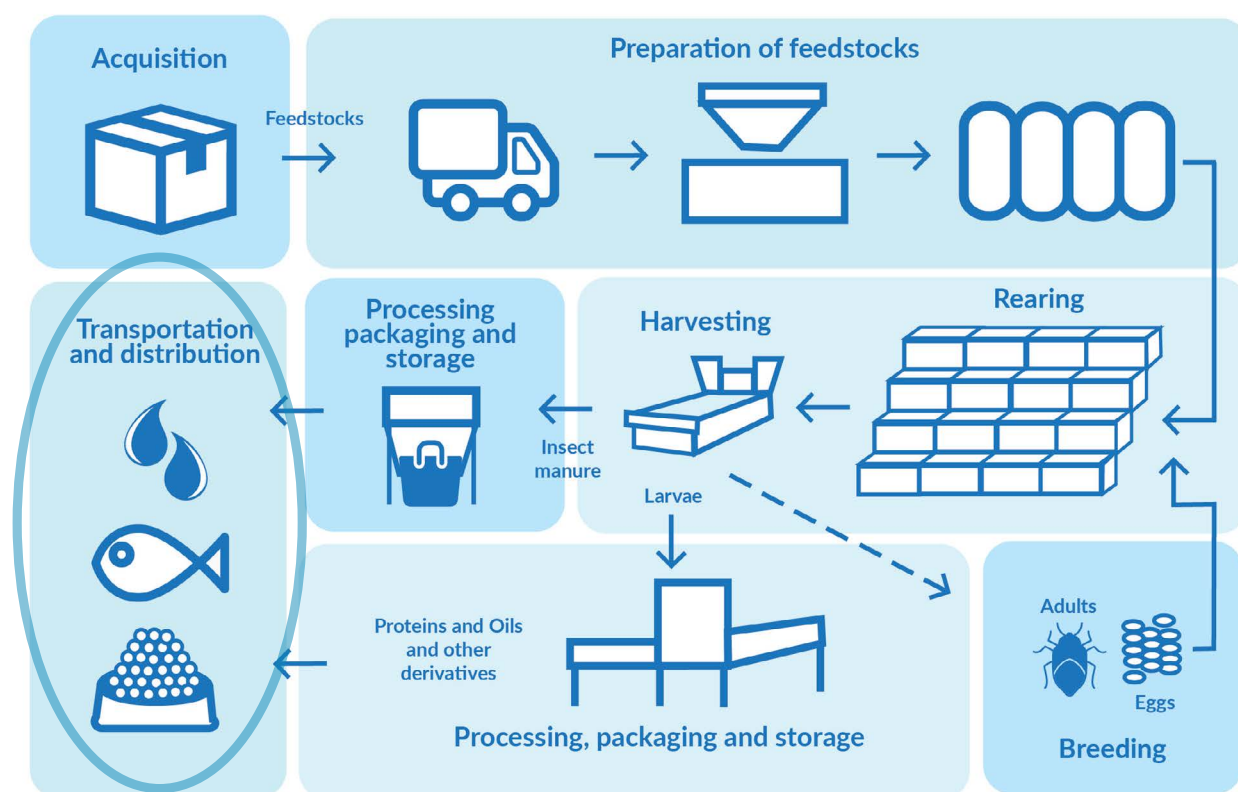 Acquisition
Feedstocks
Preparation of feedstocks
Transportation
and distribution
Processing
packaging and
storage
Insect
manure
Harvesting
Rearing
Larvae
Proteins and Oils
and other
derivatives
Processing, packaging and storage
Adults
Eggs
Breeding